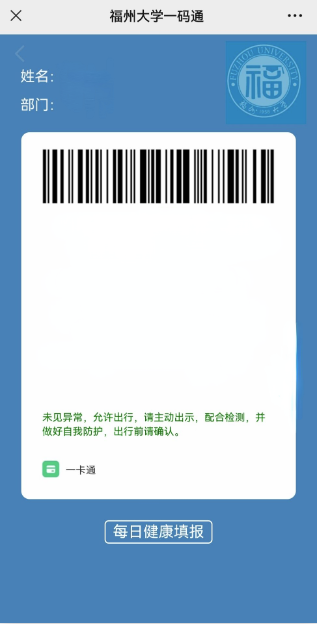 福州大学一码通
姓名:
部门:
FUZHOU UNIVERSITY
福
未见异常，允许出行，请主动出示，配合检测，并
做好自我防护，出行前请确认。
一卡通
每日健康填报